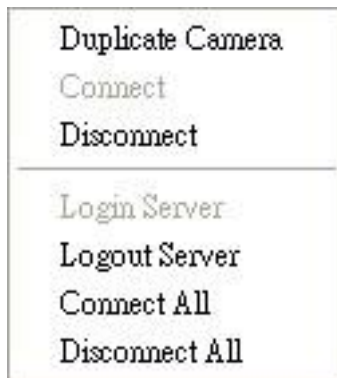 Duplicate Camera
Connect
Disconnect
Login Server
Logout Server
Connect All
Disconnect All